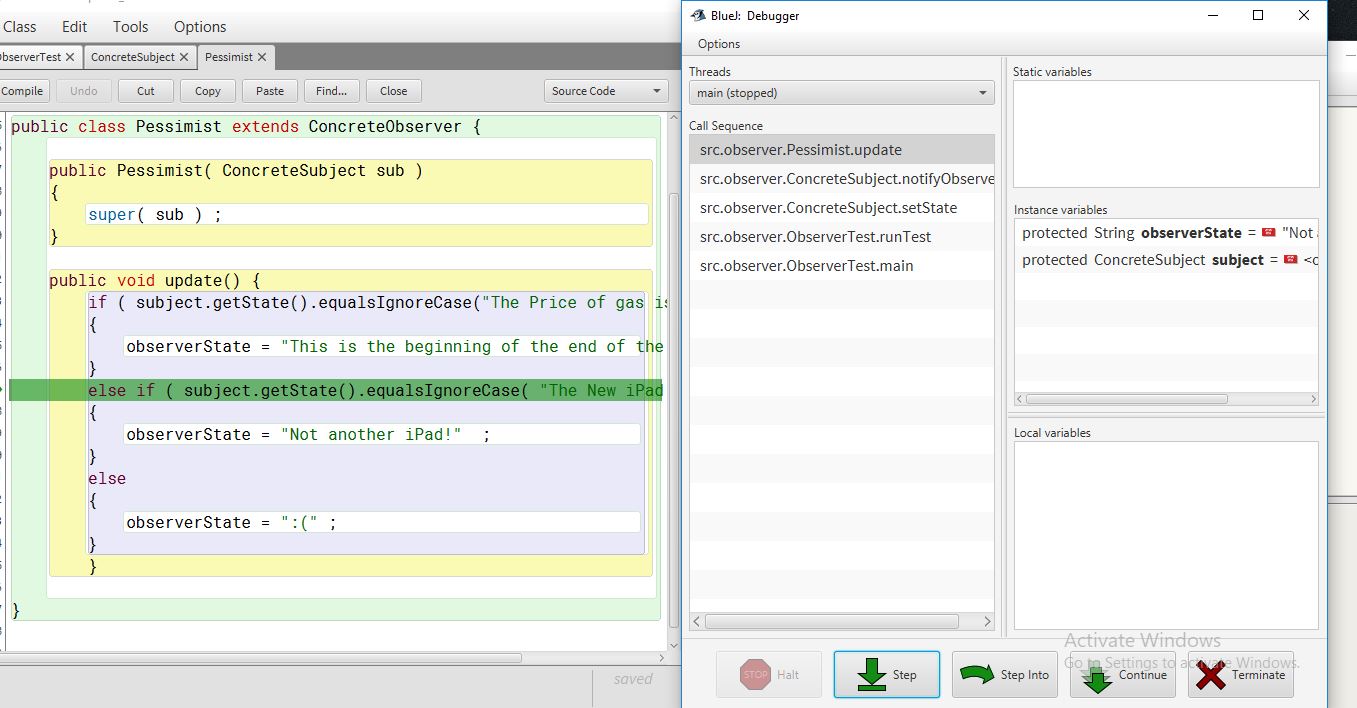 Class Edit Tools Options
ObserverTest ConcreteSubject Pessimist
Compile Undo Cut Copy Paste Find... Close Source Code
public class Pessimist extends ConcreteObserver {
public Pessimist( ConcreteSubject sub )
{
super( sub ) ;
}
public void update() {
if ( subject.getState().equalsIgnoreCase("The Price of gas is
{
observerState = "This is the beginning of the end of the
}
else if ( subject.getState().equalsIgnoreCase( "The New iPad
{
observerState = "Not another iPad!" ;
}
else
{
observerState = ":(" ;
}
}
}
saved
BlueJ: Debugger
Options
Threads
main (stopped)
Call Sequence
src.observer.Pessimist.update
src.observer.ConcreteSubject.notifyObserve
src.observer.ConcreteSubject.setState
src.observer.ObserverTest.runTest
src.observer.ObserverTest.main
Static variables
Instance variables
protected String observerState = "Not
protected ConcreteSubject subject = <
Local variables
Activate Windows
Go to Settings to activate Windows.
STOP Halt Step Step Into Continue Terminate